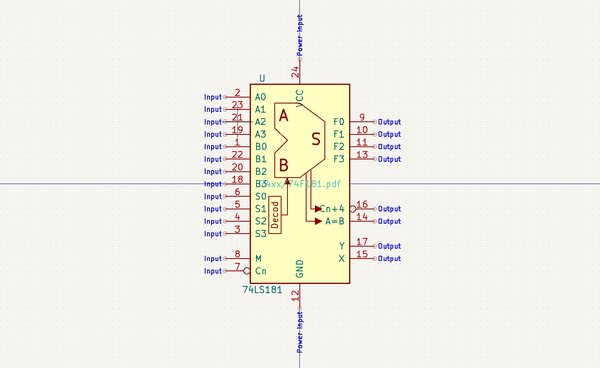 Power Input
24
U
VCC
Input 2 A0
Input 23 A1
Input 21 A2 F0 9 Output
Input 19 A3 F1 10 Output
Input 1 B0 F2 11 Output
Input 22 B1 F3 13 Output
Input 20 B2
Input 18 B3
Input 6 S0
Input 5 S1 Cn+4 16 Output
Input 4 S2 A=B 14 Output
Input 3 S3
Y 17 Output
Input 8 M X 15 Output
Input 7 Cn
A
S
B
74xx/74F181.pdf
Decod
GND
74LS181
12
Power Input